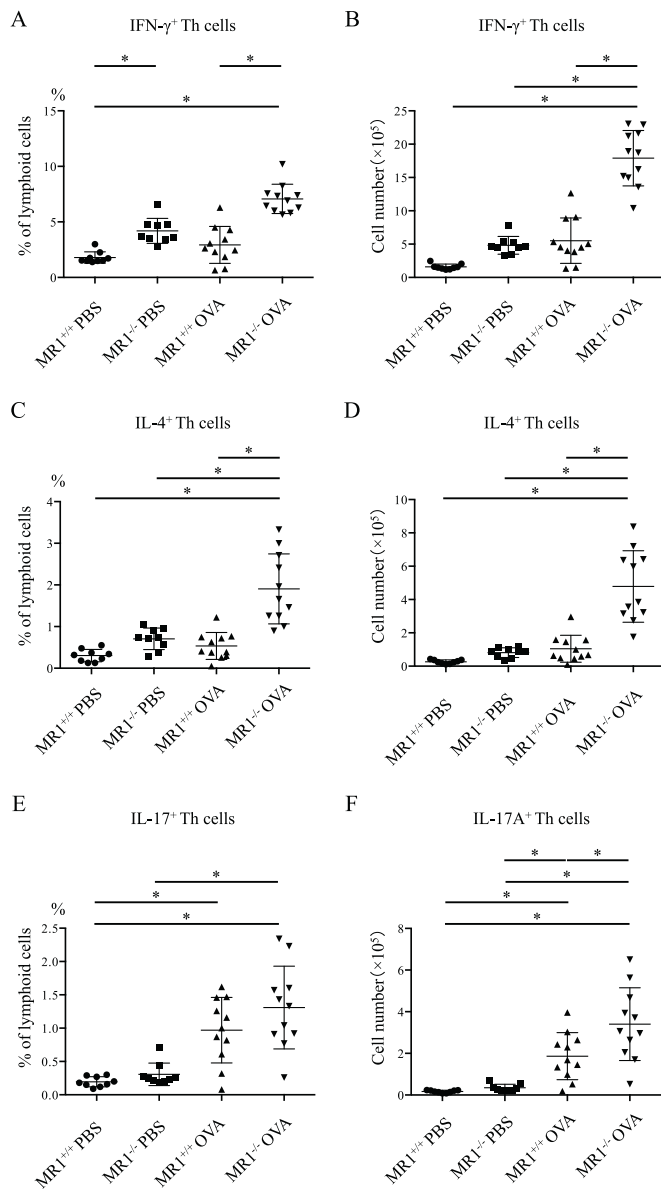 A
IFN-γ⁺ Th cells
* *
*
%
% of lymphoid cells
15
10
5
0
MR1⁺/⁺ PBS
MR1⁻/⁻ PBS
MR1⁺/⁺ OVA
MR1⁻/⁻ OVA
B
IFN-γ⁺ Th cells
*
*
*
Cell number (×10⁵)
25
20
15
10
5
0
MR1⁺/⁺ PBS
MR1⁻/⁻ PBS
MR1⁺/⁺ OVA
MR1⁻/⁻ OVA
C
IL-4⁺ Th cells
*
*
*
%
% of lymphoid cells
4
3
2
1
0
MR1⁺/⁺ PBS
MR1⁻/⁻ PBS
MR1⁺/⁺ OVA
MR1⁻/⁻ OVA
D
IL-4⁺ Th cells
*
*
*
Cell number (×10⁵)
10
8
6
4
2
0
MR1⁺/⁺ PBS
MR1⁻/⁻ PBS
MR1⁺/⁺ OVA
MR1⁻/⁻ OVA
E
IL-17⁺ Th cells
*
*
*
%
% of lymphoid cells
2.5
2.0
1.5
1.0
0.5
0.0
MR1⁺/⁺ PBS
MR1⁻/⁻ PBS
MR1⁺/⁺ OVA
MR1⁻/⁻ OVA
F
IL-17A⁺ Th cells
* *
*
*
*
Cell number (×10⁵)
8
6
4
2
0
MR1⁺/⁺ PBS
MR1⁻/⁻ PBS
MR1⁺/⁺ OVA
MR1⁻/⁻ OVA